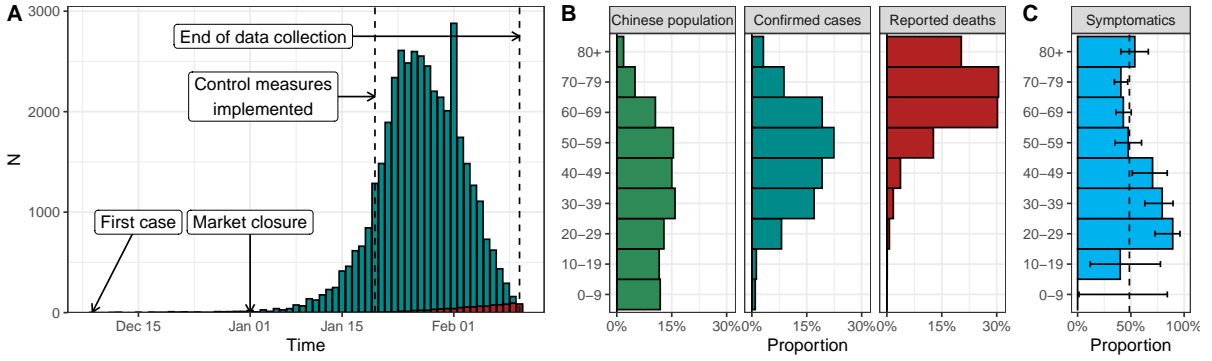 A
N
3000
2000
1000
0
End of data collection
Control measures
implemented
First case
Market closure
Dec 15
Jan 01
Jan 15
Feb 01
Time
B
Chinese population
Confirmed cases
Reported deaths
80+
70−79
60−69
50−59
40−49
30−39
20−29
10−19
0−9
0%
15%
30%
0%
15%
30%
0%
15%
30%
Proportion
C
Symptomatics
80+
70−79
60−69
50−59
40−49
30−39
20−29
10−19
0−9
0%
50%
100%
Proportion